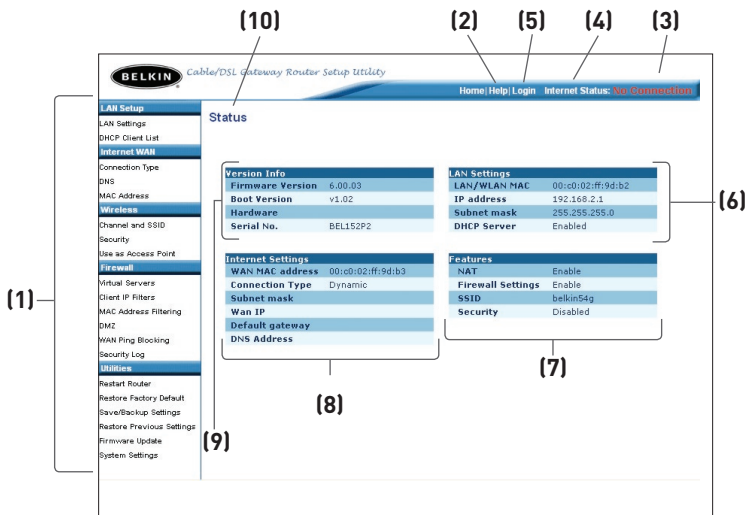 (10) (2) (5) (4) (3)
BELKIN
Cable/DSL Gateway Router Setup Utility
Home| Help| Login Internet Status: No Connection
LAN Setup
LAN Settings
DHCP Client List
Internet WAN
Connection Type
DNS
MAC Address
Wireless
Channel and SSID
Security
Use as Access Point
Firewall
Virtual Servers
Client IP Filters
MAC Address Filtering
DMZ
WAN Ping Blocking
Security Log
Utilities
Restart Router
Restore Factory Default
Save/Backup Settings
Restore Previous Settings
Firmware Update
System Settings
(1)
Status
Version Info
Firmware Version 6.00.03
Boot Version v1.02
Hardware
Serial No. BEL152P2
(9)
LAN Settings
LAN/WLAN MAC 00:c0:02:ff:9d:b2
IP address 192.168.2.1
Subnet mask 255.255.255.0
DHCP Server Enabled
(6)
Internet Settings
WAN MAC address 00:c0:02:ff:9d:b3
Connection Type Dynamic
Subnet mask
Wan IP
Default gateway
DNS Address
(8)
Features
NAT Enable
Firewall Settings Enable
SSID belkin54g
Security Disabled
(7)